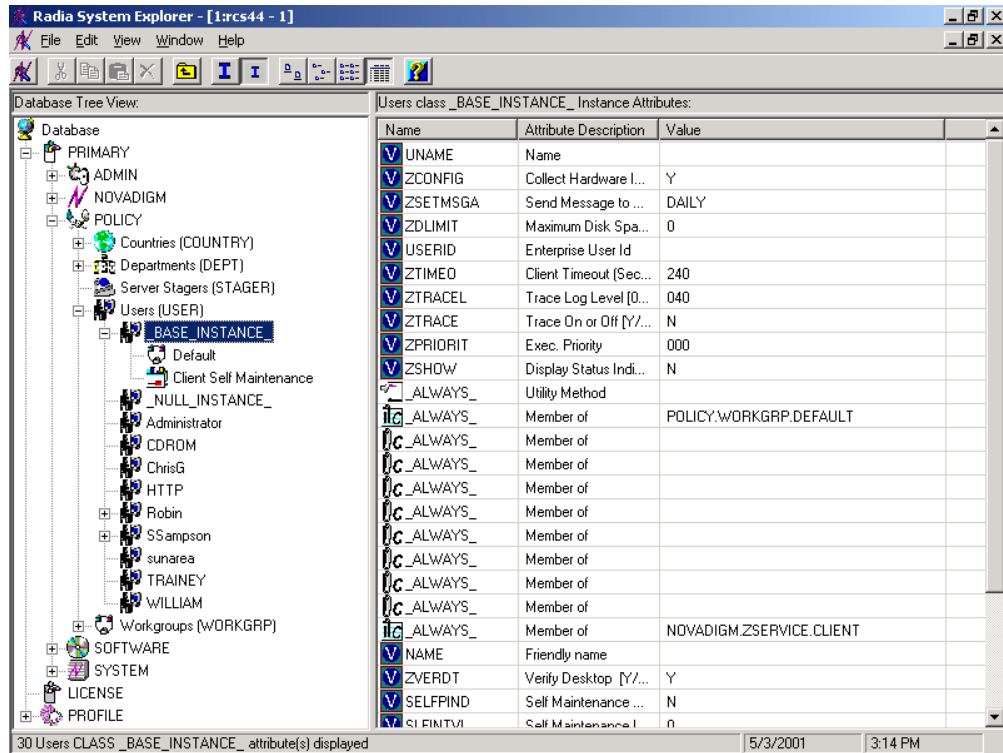 Radia System Explorer - [1:rcs44 - 1]
File Edit View Window Help
Database Tree View:
Users class _BASE_INSTANCE_ Instance Attributes:
Database
PRIMARY
ADMIN
NOVADIGM
POLICY
Countries (COUNTRY)
Departments (DEPT)
Server Stagers (STAGER)
Users (USER)
_BASE_INSTANCE_
Default
Client Self Maintenance
_NULL_INSTANCE_
Administrator
CDROM
ChrisG
HTTP
Robin
SSampson
sunarea
TRAINEY
WILLIAM
Workgroups (WORKGRP)
SOFTWARE
SYSTEM
LICENSE
PROFILE
Name Attribute Description Value
UNAME Name
ZCONFIG Collect Hardware I... Y
ZSETMSGA Send Message to ... DAILY
ZDLIMIT Maximum Disk Spa... 0
USERID Enterprise User Id
ZTIMEO Client Timeout (Sec... 240
ZTRACEL Trace Log Level [0... 040
ZTRACE Trace On or Off [Y/... N
ZPRIORIT Exec. Priority 000
ZSHOW Display Status Indi... N
_ALWAYS_ Utility Method
_ALWAYS_ Member of POLICY.WORKGRP.DEFAULT
_ALWAYS_ Member of
_ALWAYS_ Member of
_ALWAYS_ Member of
_ALWAYS_ Member of
_ALWAYS_ Member of
_ALWAYS_ Member of
_ALWAYS_ Member of
_ALWAYS_ Member of
_ALWAYS_ Member of NOVADIGM.ZSERVICE.CLIENT
NAME Friendly name
ZVERDT Verify Desktop [Y/... Y
SELFPIND Self Maintenance ... N
SLFINTVL Self Maintenance I... 0
30 Users CLASS _BASE_INSTANCE_ attribute(s) displayed
5/3/2001 3:14 PM